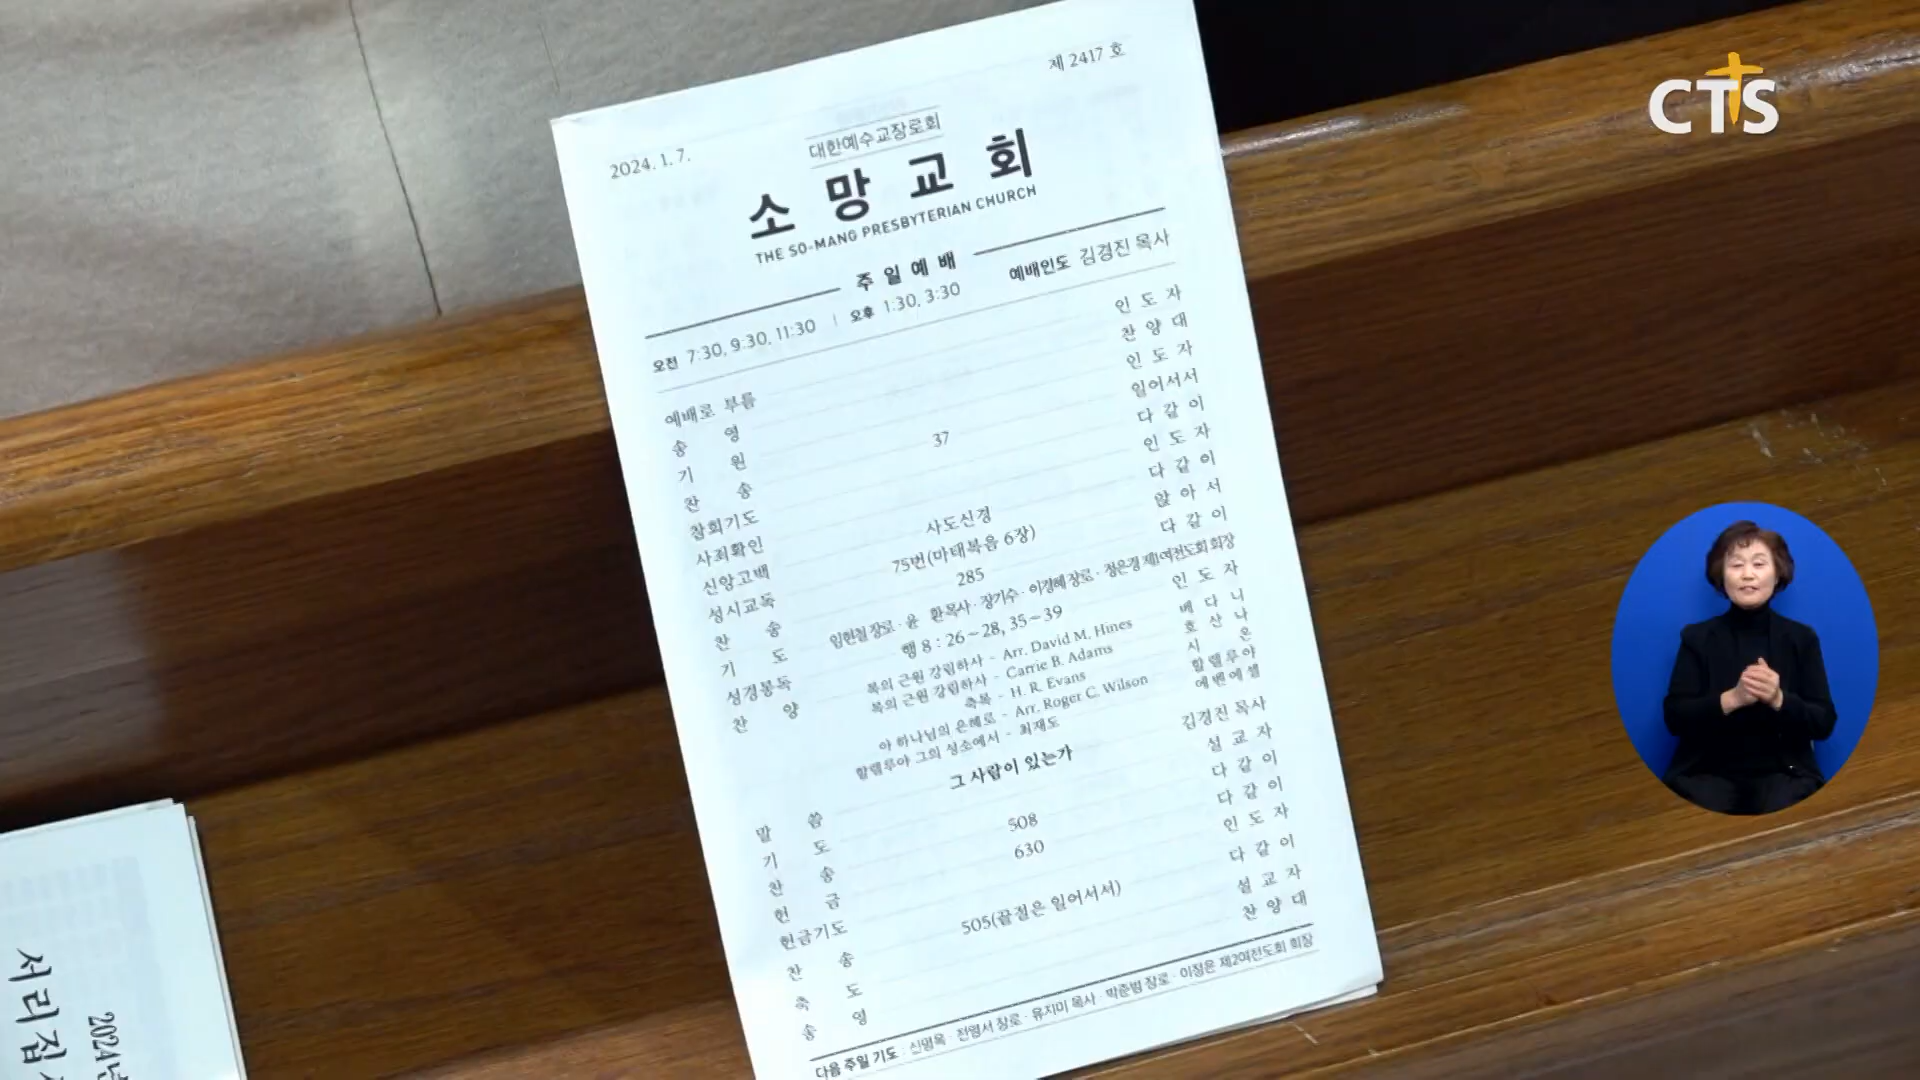 CTS
제 2417 호
2024. 1. 7.
대한예수교장로회
소 망 교 회
THE SO-MANG PRESBYTERIAN CHURCH
주 일 예 배
오전 7:30, 9:30, 11:30 | 오후 1:30, 3:30 예배인도 김경진 목사
예배로 부름 인 도 자
송 영 찬 양 대
기 원 인 도 자
찬 송 37 일어서서
참회기도 다 같 이
사죄확인 인 도 자
신앙고백 사도신경 다 같 이
성시교독 75번(마태복음 6장) 앉 아 서
찬 송 285 다 같 이
기 도 임헌철 장로 · 윤 환 목사 · 장기수 · 이경혜 장로 · 정은경 제1여전도회 회장
성경봉독 행 8 : 26~28, 35~39 인 도 자
찬 양 복의 근원 강림하사 - Arr. David M. Hines 베 다 니
복의 근원 강림하사 - Carrie B. Adams 호 산 나
축복 - H. R. Evans 시 온
아 하나님의 은혜로 - Arr. Roger C. Wilson 할렐루야
할렐루야 그의 성소에서 - 최재도 에벤에셀
말 씀 그 사람이 있는가 김경진 목사
기 도 설 교 자
찬 송 508 다 같 이
헌 금 630 다 같 이
헌금기도 인 도 자
찬 송 505(끝절은 일어서서) 다 같 이
축 도 설 교 자
송 영 찬 양 대
다음 주일 기도 : 신명옥 · 전영서 장로 · 유지미 목사 · 박준범 장로 · 이정은 제2여전도회 회장
2024년
서리집